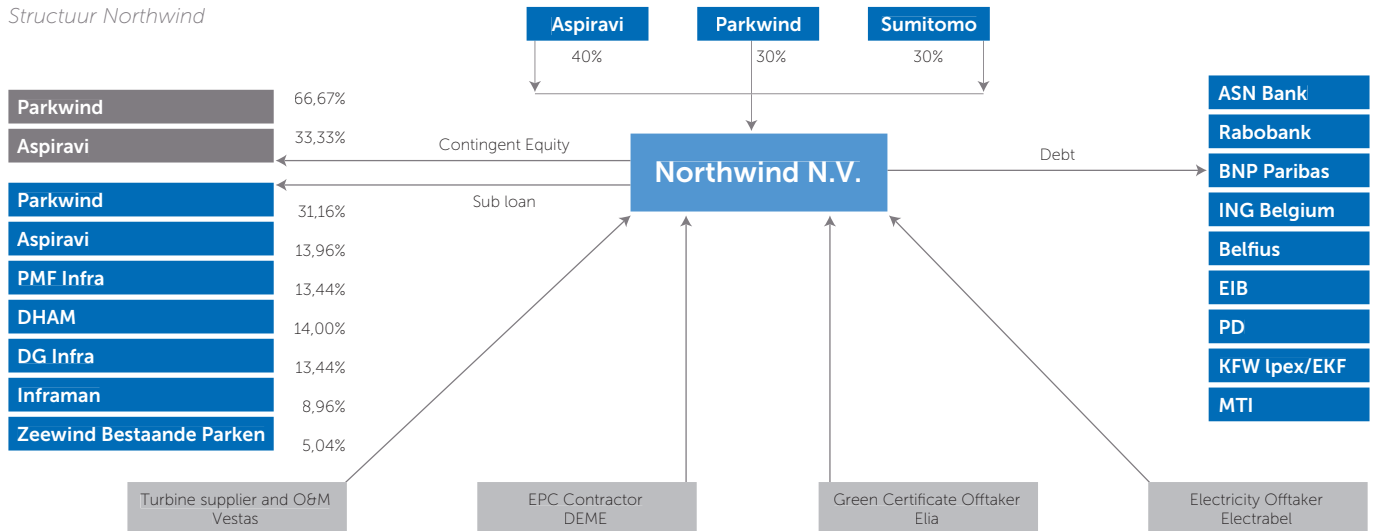 Structuur Northwind
Aspiravi
Parkwind
Sumitomo
40%
30%
30%
Parkwind
66,67%
Aspiravi
33,33%
Contingent Equity
Sub loan
Northwind N.V.
Debt
Parkwind
31,16%
Aspiravi
13,96%
PMF Infra
13,44%
DHAM
14,00%
DG Infra
13,44%
Inframan
8,96%
Zeewind Bestaande Parken
5,04%
ASN Bank
Rabobank
BNP Paribas
ING Belgium
Belfius
EIB
PD
KFW lpex/EKF
MTI
Turbine supplier and O&M
Vestas
EPC Contractor
DEME
Green Certificate Offtaker
Elia
Electricity Offtaker
Electrabel